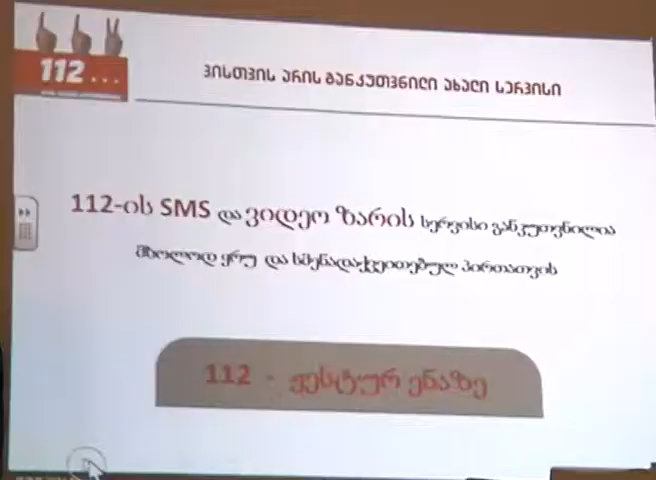 112...
ვისთვის არის განკუთვნილი ახალი სერვისი
112-ის SMS და ვიდეო ზარის სერვისი განკუთვნილია
მხოლოდ ყრუ და სმენადაქვეითებულ პირთათვის
112 - ჟესტურ ენაზე